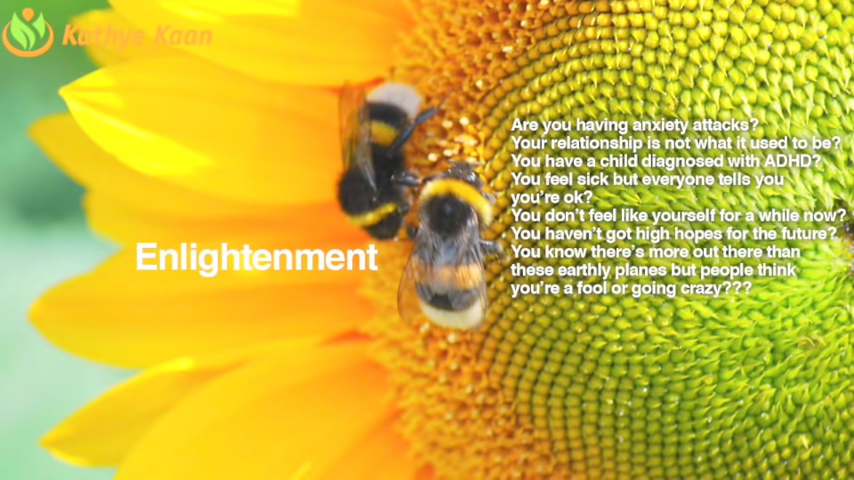 Kathye Kaan
Are you having anxiety attacks?
Your relationship is not what it used to be?
You have a child diagnosed with ADHD?
You feel sick but everyone tells you
you're ok?
You don't feel like yourself for a while now?
You haven't got high hopes for the future?
You know there's more out there than
these earthly planes but people think
you're a fool or going crazy???
Enlightenment